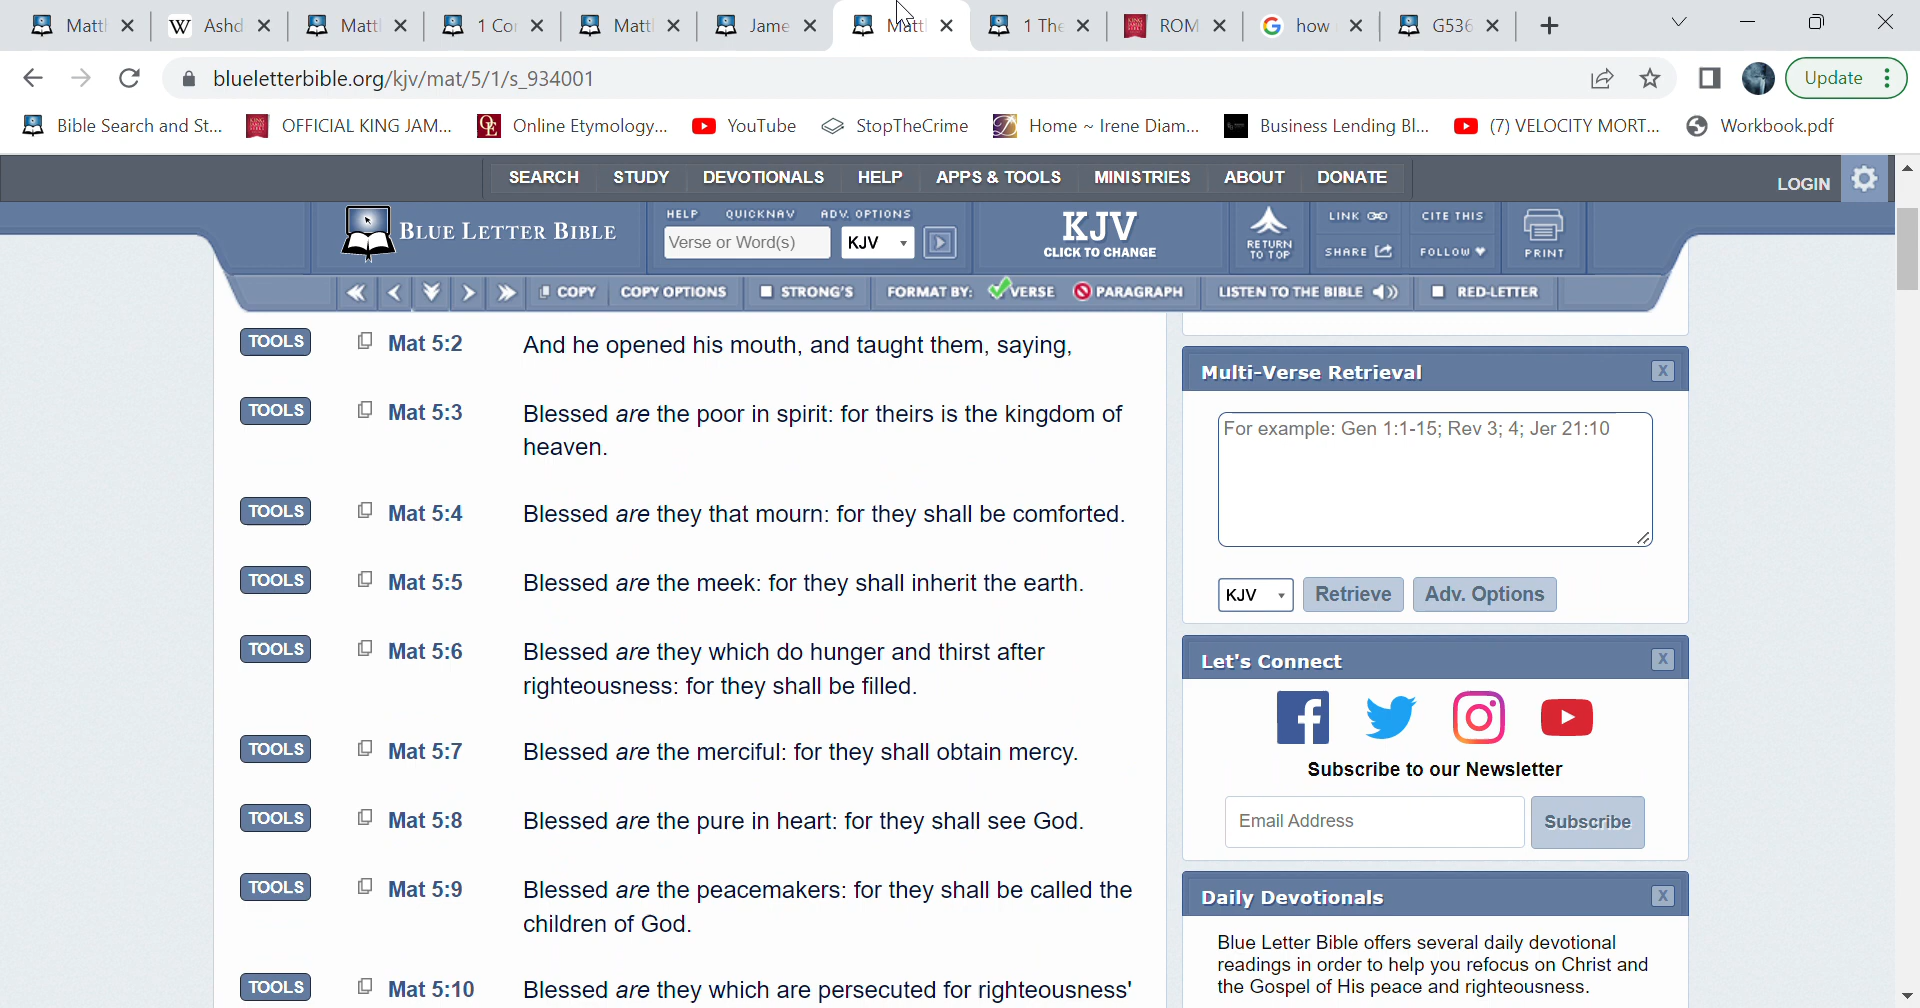 Matt
Ashd
Matt
1 Cor
Matt
Jame
Matt
1 The
ROM
how
G536
blueletterbible.org/kjv/mat/5/1/s_934001
Update
Bible Search and St...
OFFICIAL KING JAM...
Online Etymology...
YouTube
StopTheCrime
Home ~ Irene Diam...
Business Lending Bl...
(7) VELOCITY MORT...
Workbook.pdf
SEARCH STUDY DEVOTIONALS HELP APPS & TOOLS MINISTRIES ABOUT DONATE
LOGIN
BLUE LETTER BIBLE
HELP QUICKNAV ADV. OPTIONS
Verse or Word(s)
KJV
KJV
CLICK TO CHANGE
RETURN
TO TOP
LINK
SHARE
CITE THIS
FOLLOW
PRINT
COPY COPY OPTIONS STRONG'S FORMAT BY: VERSE PARAGRAPH LISTEN TO THE BIBLE RED-LETTER
TOOLS Mat 5:2 And he opened his mouth, and taught them, saying,
TOOLS Mat 5:3 Blessed are the poor in spirit: for theirs is the kingdom of
heaven.
TOOLS Mat 5:4 Blessed are they that mourn: for they shall be comforted.
TOOLS Mat 5:5 Blessed are the meek: for they shall inherit the earth.
TOOLS Mat 5:6 Blessed are they which do hunger and thirst after
righteousness: for they shall be filled.
TOOLS Mat 5:7 Blessed are the merciful: for they shall obtain mercy.
TOOLS Mat 5:8 Blessed are the pure in heart: for they shall see God.
TOOLS Mat 5:9 Blessed are the peacemakers: for they shall be called the
children of God.
TOOLS Mat 5:10 Blessed are they which are persecuted for righteousness'
Multi-Verse Retrieval X
For example: Gen 1:1-15; Rev 3; 4; Jer 21:10
KJV Retrieve Adv. Options
Let's Connect X
Subscribe to our Newsletter
Email Address Subscribe
Daily Devotionals X
Blue Letter Bible offers several daily devotional
readings in order to help you refocus on Christ and
the Gospel of His peace and righteousness.